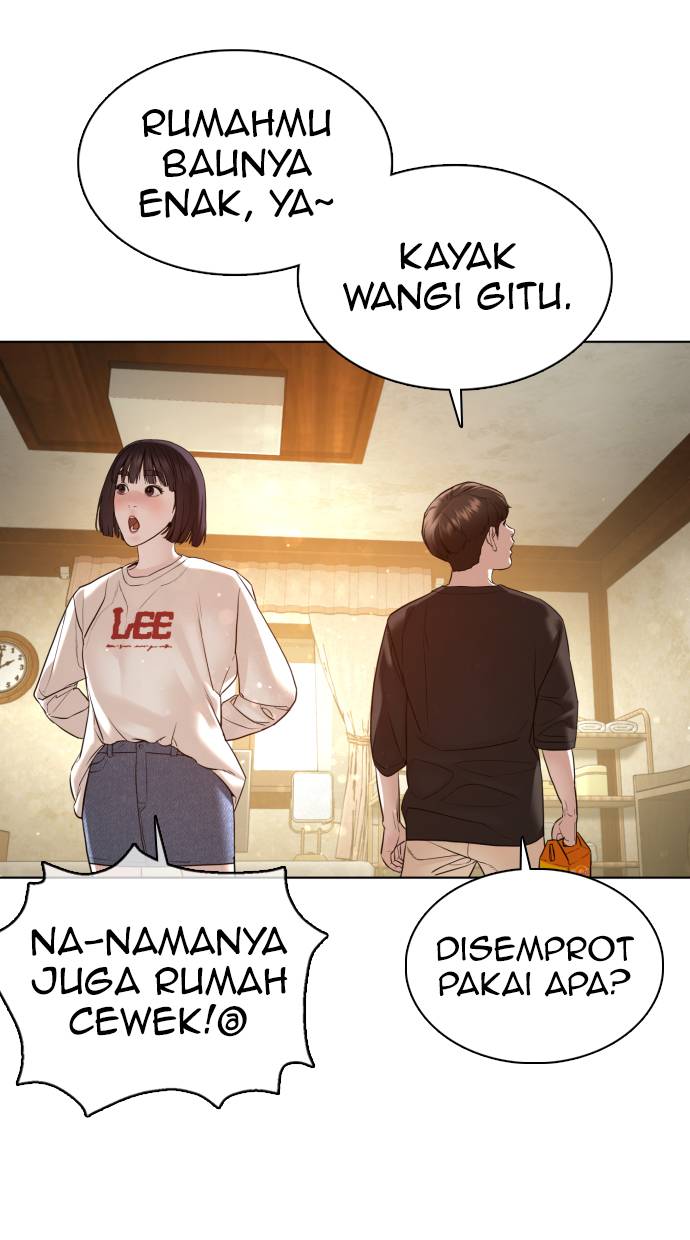 RUMAHMU
BAUNYA
ENAK, YA~
KAYAK
WANGI GITU.
LEE
NA-NAMANYA
JUGA RUMAH
CEWEK!@
DISEMPROT
PAKAI APA?